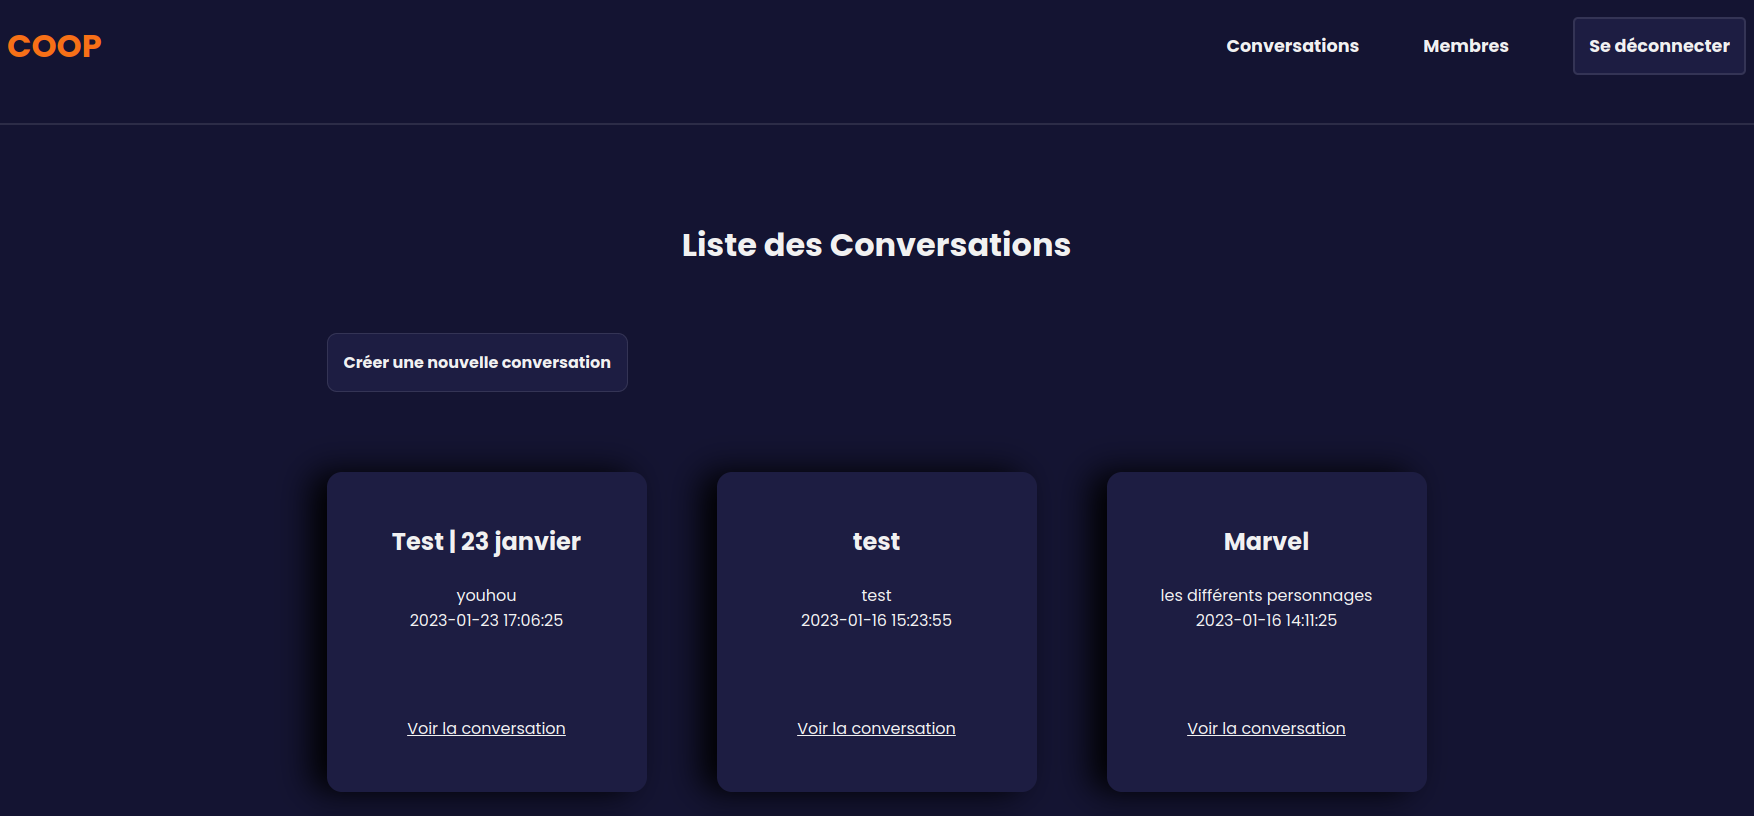 COOP
Conversations
Membres
Se déconnecter
Liste des Conversations
Créer une nouvelle conversation
Test | 23 janvier
youhou
2023-01-23 17:06:25
Voir la conversation
test
test
2023-01-16 15:23:55
Voir la conversation
Marvel
les différents personnages
2023-01-16 14:11:25
Voir la conversation